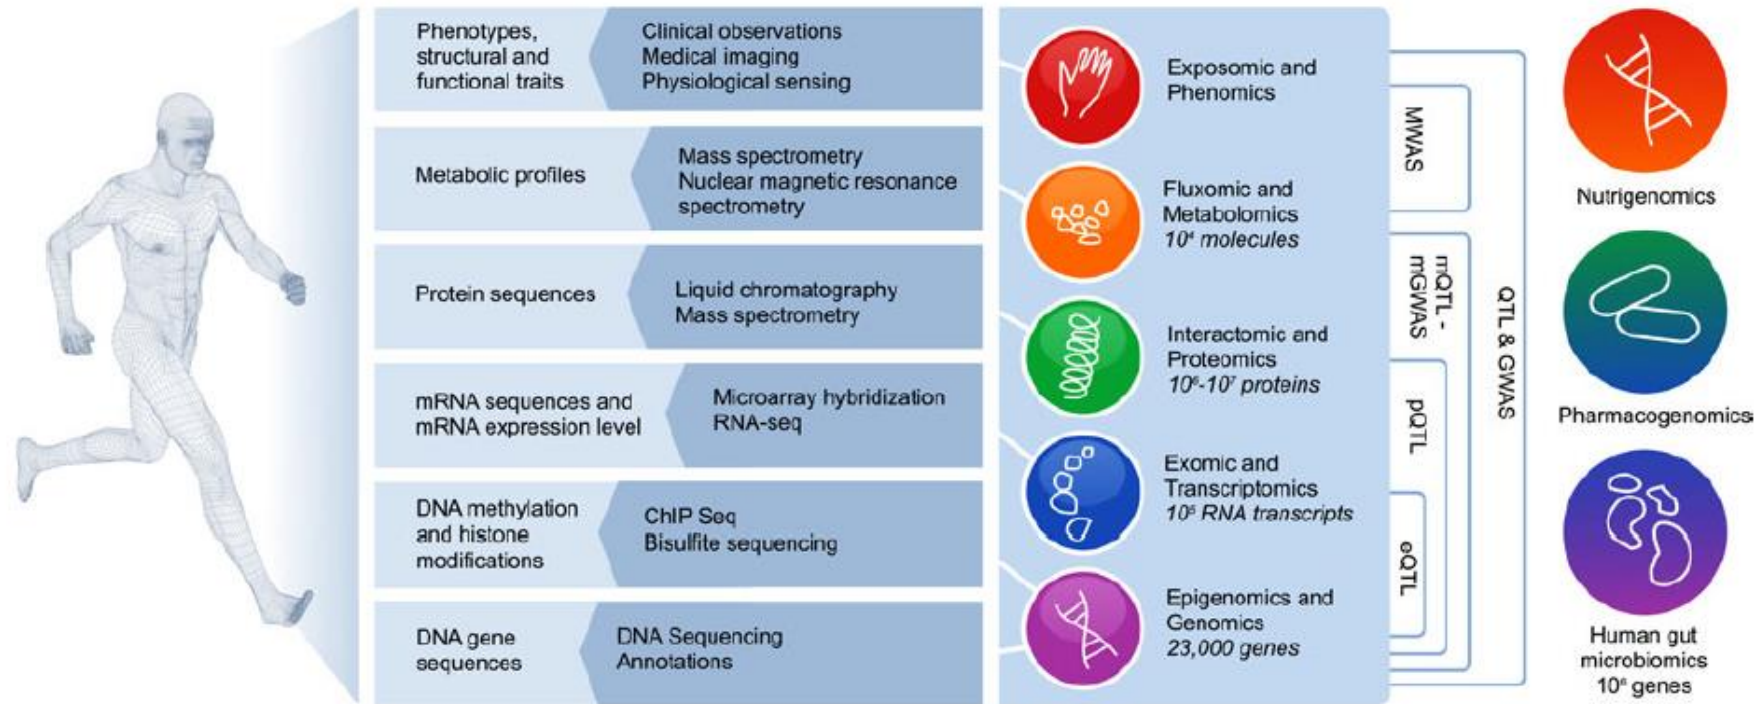 Phenotypes,
structural and
functional traits
Clinical observations
Medical imaging
Physiological sensing
Metabolic profiles
Mass spectrometry
Nuclear magnetic resonance
spectrometry
Protein sequences
Liquid chromatography
Mass spectrometry
mRNA sequences and
mRNA expression level
Microarray hybridization
RNA-seq
DNA methylation
and histone
modifications
ChIP Seq
Bisulfite sequencing
DNA gene
sequences
DNA Sequencing
Annotations
Exposomic and
Phenomics
Fluxomic and
Metabolomics
10⁴ molecules
Interactomic and
Proteomics
10⁶-10⁷ proteins
Exomic and
Transcriptomics
10⁵ RNA transcripts
Epigenomics and
Genomics
23,000 genes
MWAS
mQTL -
mGWAS
pQTL
eQTL
QTL & GWAS
Nutrigenomics
Pharmacogenomics
Human gut
microbiomics
10⁶ genes